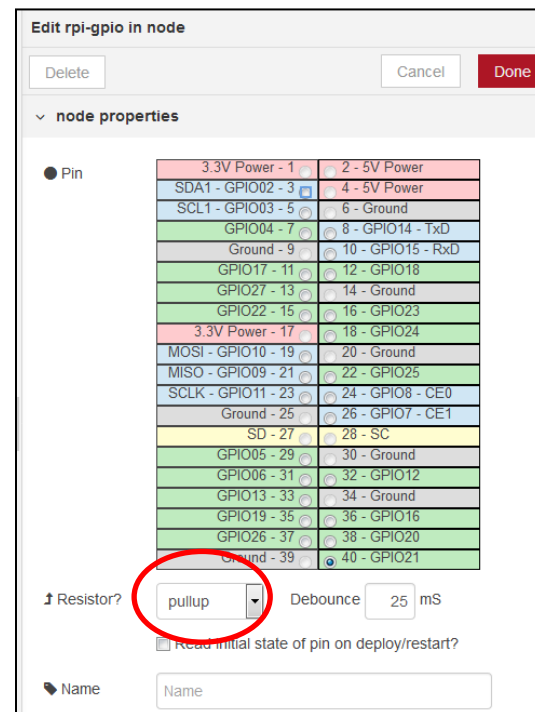 Edit rpi-gpio in node
Delete Cancel Done
node properties
Pin
3.3V Power - 1 2 - 5V Power
SDA1 - GPIO02 - 3 4 - 5V Power
SCL1 - GPIO03 - 5 6 - Ground
GPIO04 - 7 8 - GPIO14 - TxD
Ground - 9 10 - GPIO15 - RxD
GPIO17 - 11 12 - GPIO18
GPIO27 - 13 14 - Ground
GPIO22 - 15 16 - GPIO23
3.3V Power - 17 18 - GPIO24
MOSI - GPIO10 - 19 20 - Ground
MISO - GPIO09 - 21 22 - GPIO25
SCLK - GPIO11 - 23 24 - GPIO8 - CE0
Ground - 25 26 - GPIO7 - CE1
SD - 27 28 - SC
GPIO05 - 29 30 - Ground
GPIO06 - 31 32 - GPIO12
GPIO13 - 33 34 - Ground
GPIO19 - 35 36 - GPIO16
GPIO26 - 37 38 - GPIO20
Ground - 39 40 - GPIO21
Resistor? pullup Debounce 25 mS
Read initial state of pin on deploy/restart?
Name Name